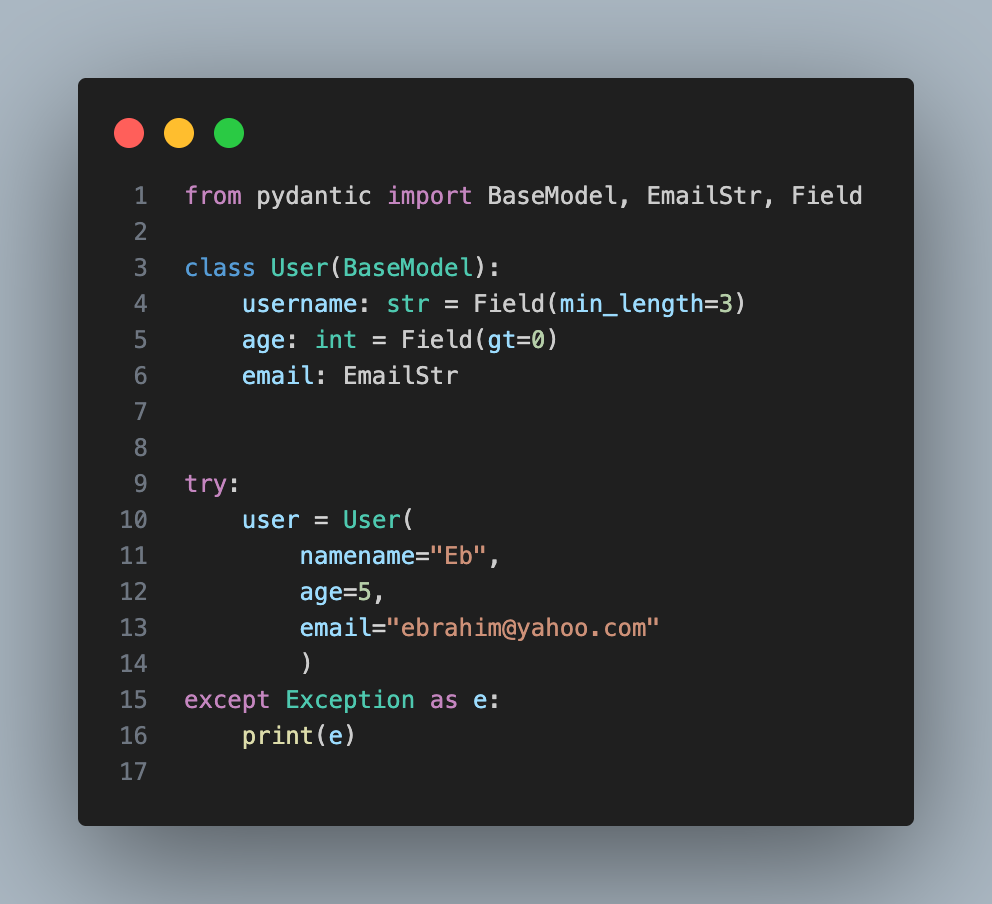 1 from pydantic import BaseModel, EmailStr, Field
2
3 class User(BaseModel):
4     username: str = Field(min_length=3)
5     age: int = Field(gt=0)
6     email: EmailStr
7
8
9 try:
10     user = User(
11         namename="Eb",
12         age=5,
13         email="ebrahim@yahoo.com"
14         )
15 except Exception as e:
16     print(e)
17